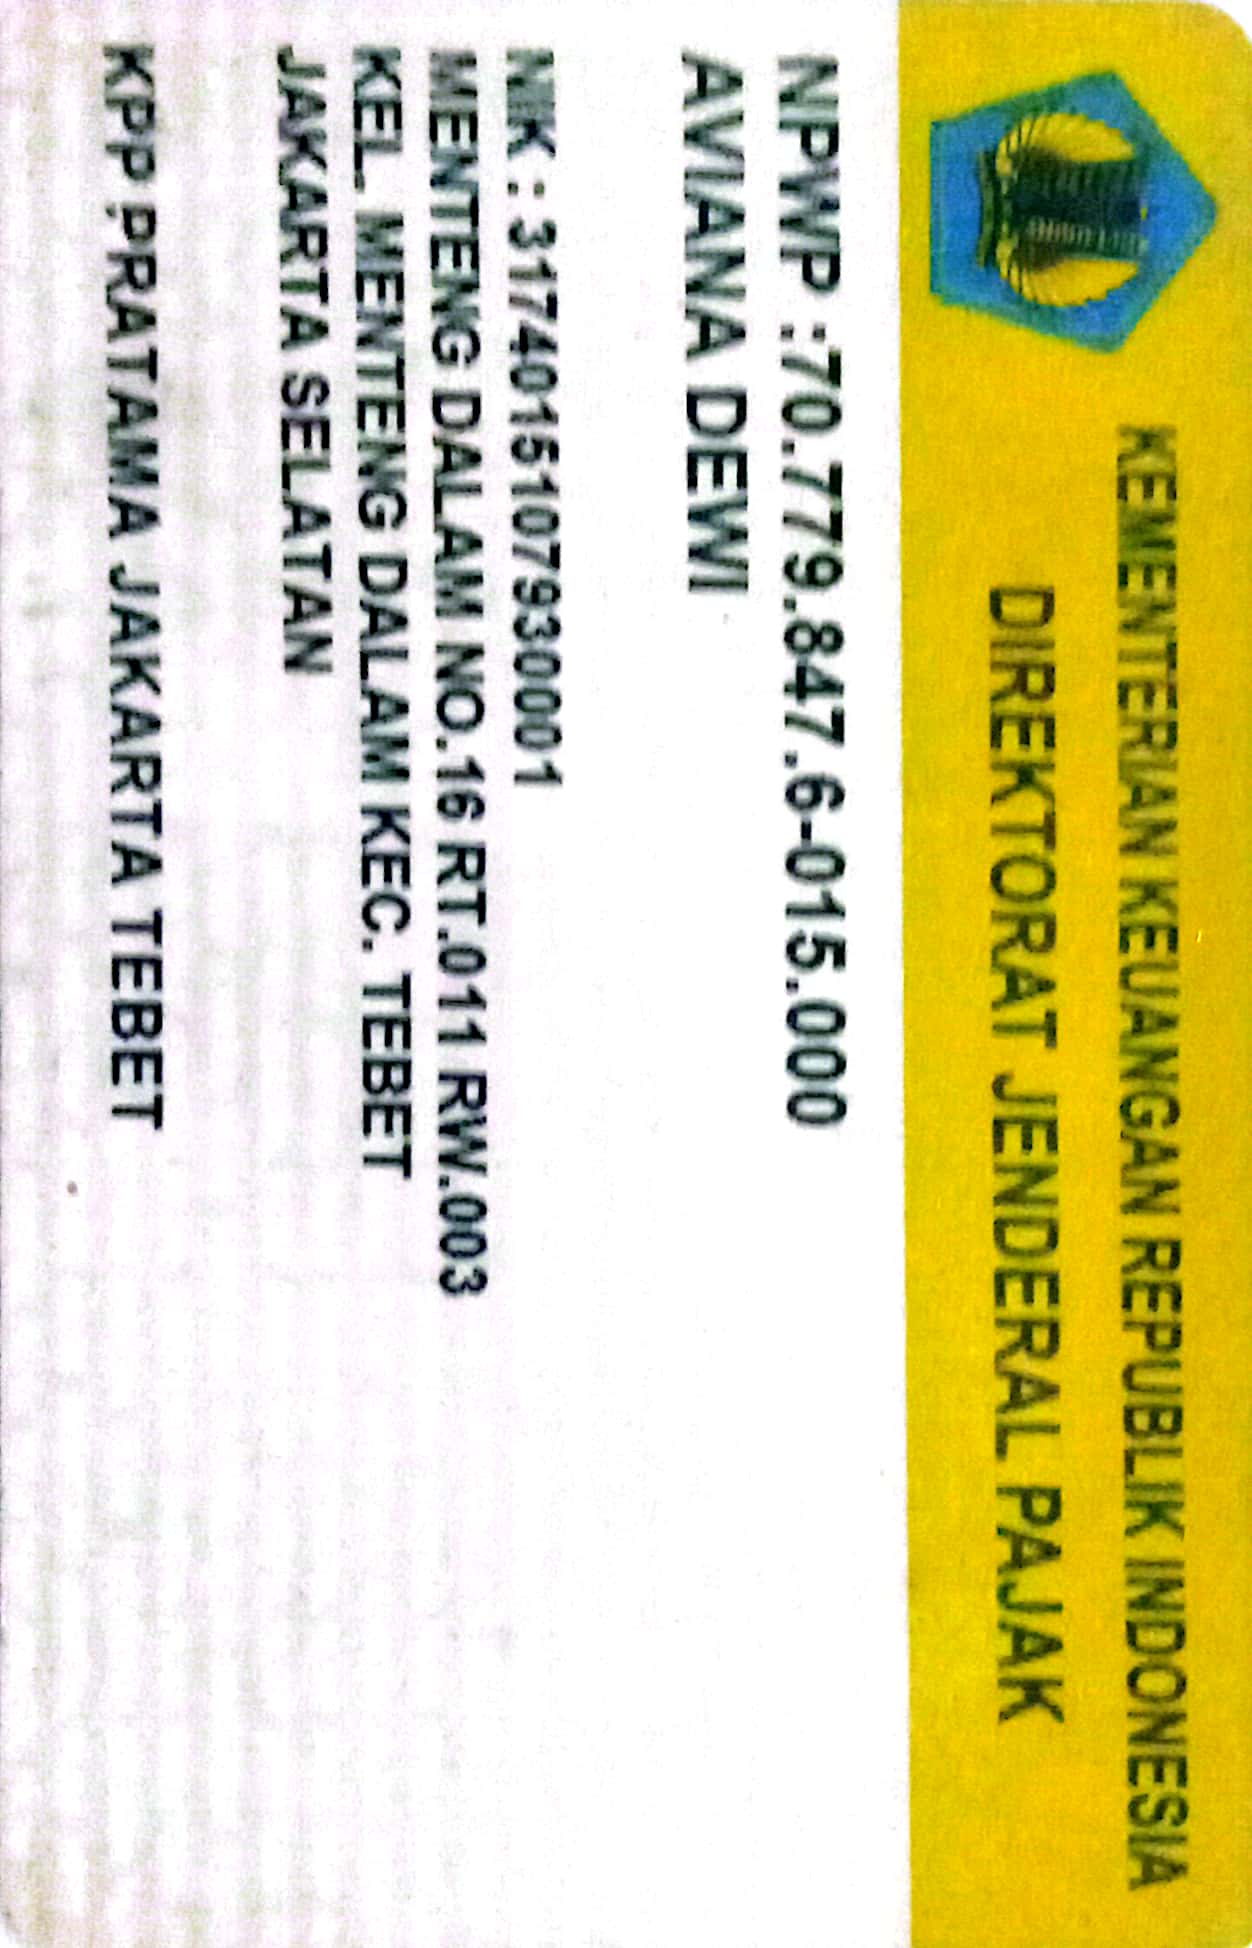 KEMENTERIAN KEUANGAN REPUBLIK INDONESIA
DIREKTORAT JENDERAL PAJAK
NPWP :70.779.847.6-015.000
AVIANA DEWI
NIK : 3174015107930001
MENTENG DALAM NO.16 RT.011 RW.003
KEL. MENTENG DALAM KEC. TEBET
JAKARTA SELATAN
KPP PRATAMA JAKARTA TEBET